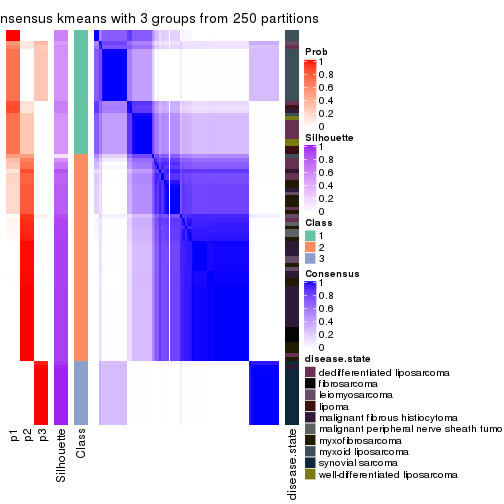 nsensus kmeans with 3 groups from 250 partitions
Prob
1
0.8
0.6
0.4
0.2
0
Silhouette
1
0.8
0.6
0.4
0.2
0
Class
1
2
3
Consensus
1
0.8
0.6
0.4
0.2
0
disease.state
dedifferentiated liposarcoma
fibrosarcoma
leiomyosarcoma
lipoma
malignant fibrous histiocytoma
malignant peripheral nerve sheath tumo
myxofibrosarcoma
myxoid liposarcoma
synovial sarcoma
well-differentiated liposarcoma
p1
p2
p3
Silhouette
Class
disease.state